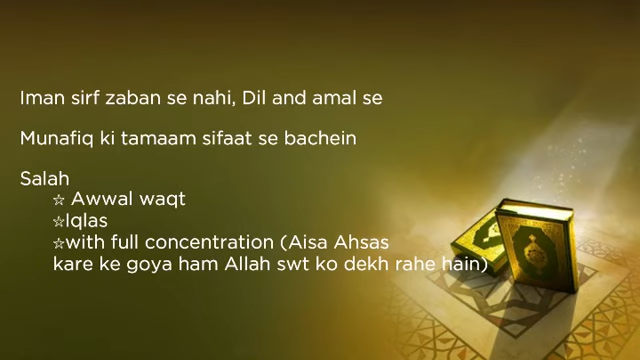 Iman sirf zaban se nahi, Dil and amal se
Munafiq ki tamaam sifaat se bachein
Salah
☆ Awwal waqt
☆Iqlas
☆with full concentration (Aisa Ahsas
kare ke goya ham Allah swt ko dekh rahe hain)